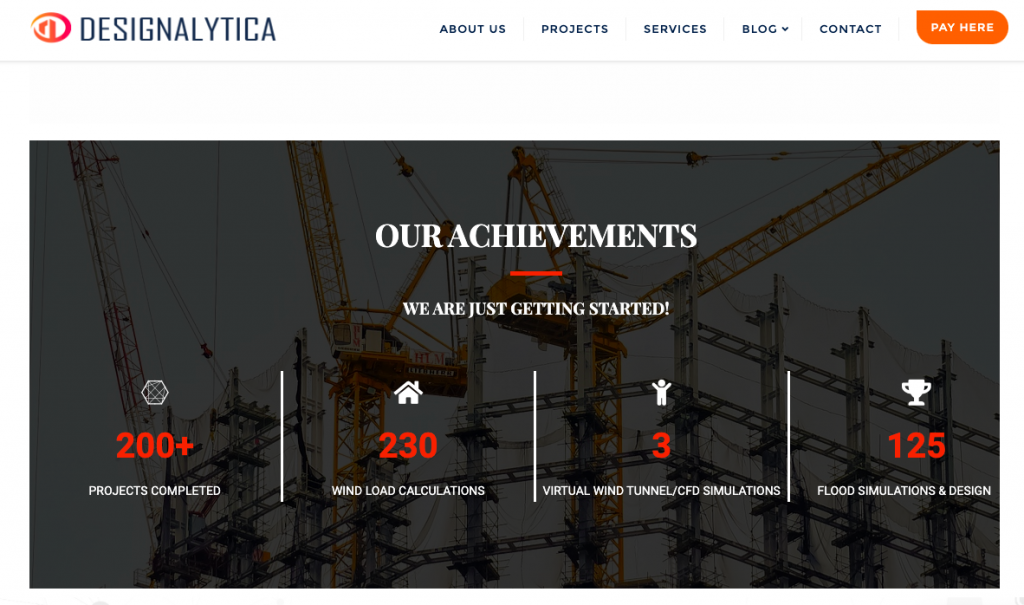 DESIGNALYTICA
ABOUT US
PROJECTS
SERVICES
BLOG
CONTACT
PAY HERE
OUR ACHIEVEMENTS
WE ARE JUST GETTING STARTED!
200+
PROJECTS COMPLETED
230
WIND LOAD CALCULATIONS
3
VIRTUAL WIND TUNNEL/CFD SIMULATIONS
125
FLOOD SIMULATIONS & DESIGN